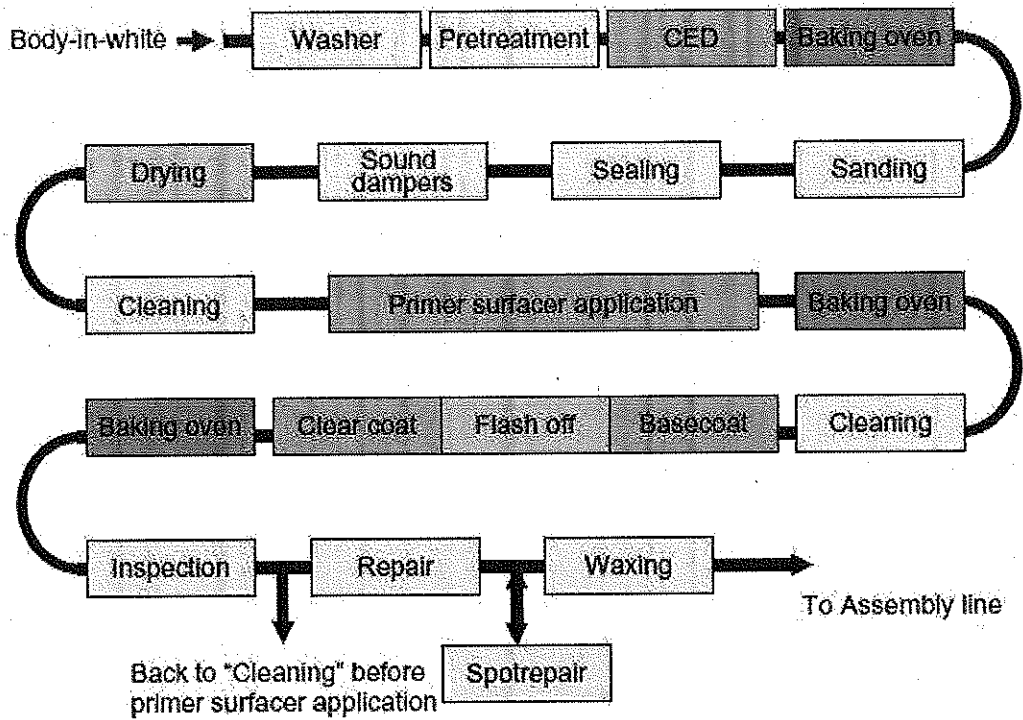 Body-in-white
Washer
Pretreatment
CED
Baking oven
Drying
Sound
dampers
Sealing
Sanding
Cleaning
Primer surfacer application
Baking oven
Baking oven
Clear coat
Flash off
Basecoat
Cleaning
Inspection
Repair
Waxing
To Assembly line
Back to "Cleaning" before
primer surfacer application
Spotrepair